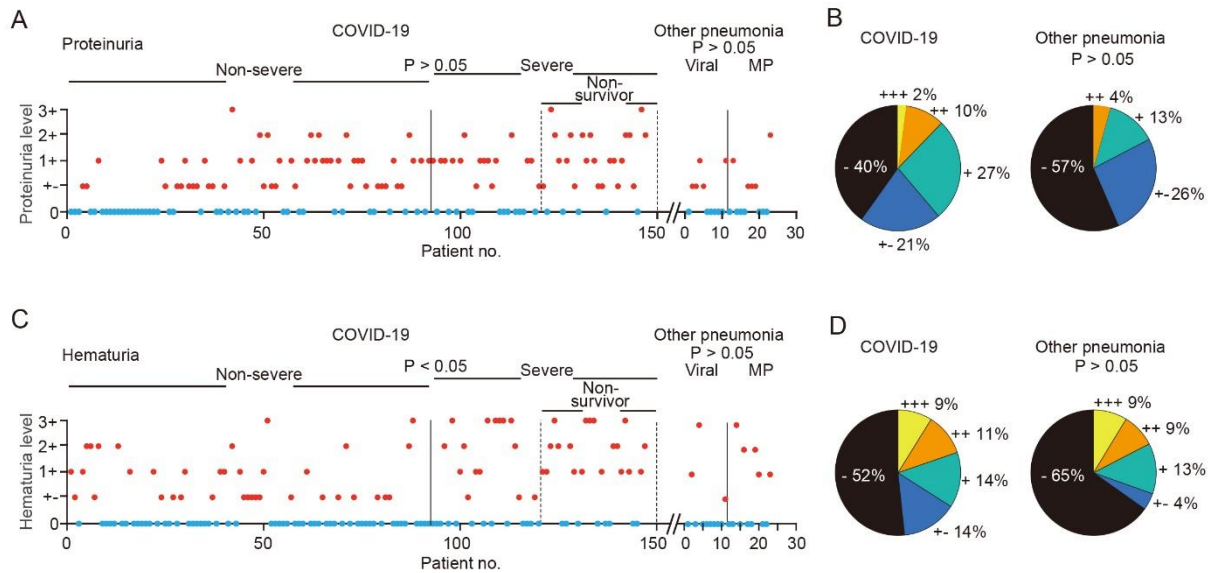 A
Proteinuria
COVID-19
Other pneumonia
P > 0.05
Non-severe
P > 0.05
Severe
Viral
MP
Non-
survivor
Proteinuria level
3+
2+
1+
+-
0
0
50
100
150
0
10
20
30
Patient no.
B
COVID-19
Other pneumonia
P > 0.05
+++ 2%
++ 10%
+ 27%
+- 21%
- 40%
++ 4%
+ 13%
+-26%
- 57%
C
Hematuria
COVID-19
Other pneumonia
P > 0.05
Non-severe
P < 0.05
Severe
Viral
MP
Non-
survivor
Hematuria level
3+
2+
1+
+-
0
0
50
100
150
0
10
20
30
Patient no.
D
COVID-19
Other pneumonia
P > 0.05
+++ 9%
++ 11%
+ 14%
+- 14%
- 52%
+++ 9%
++ 9%
+ 13%
+- 4%
- 65%